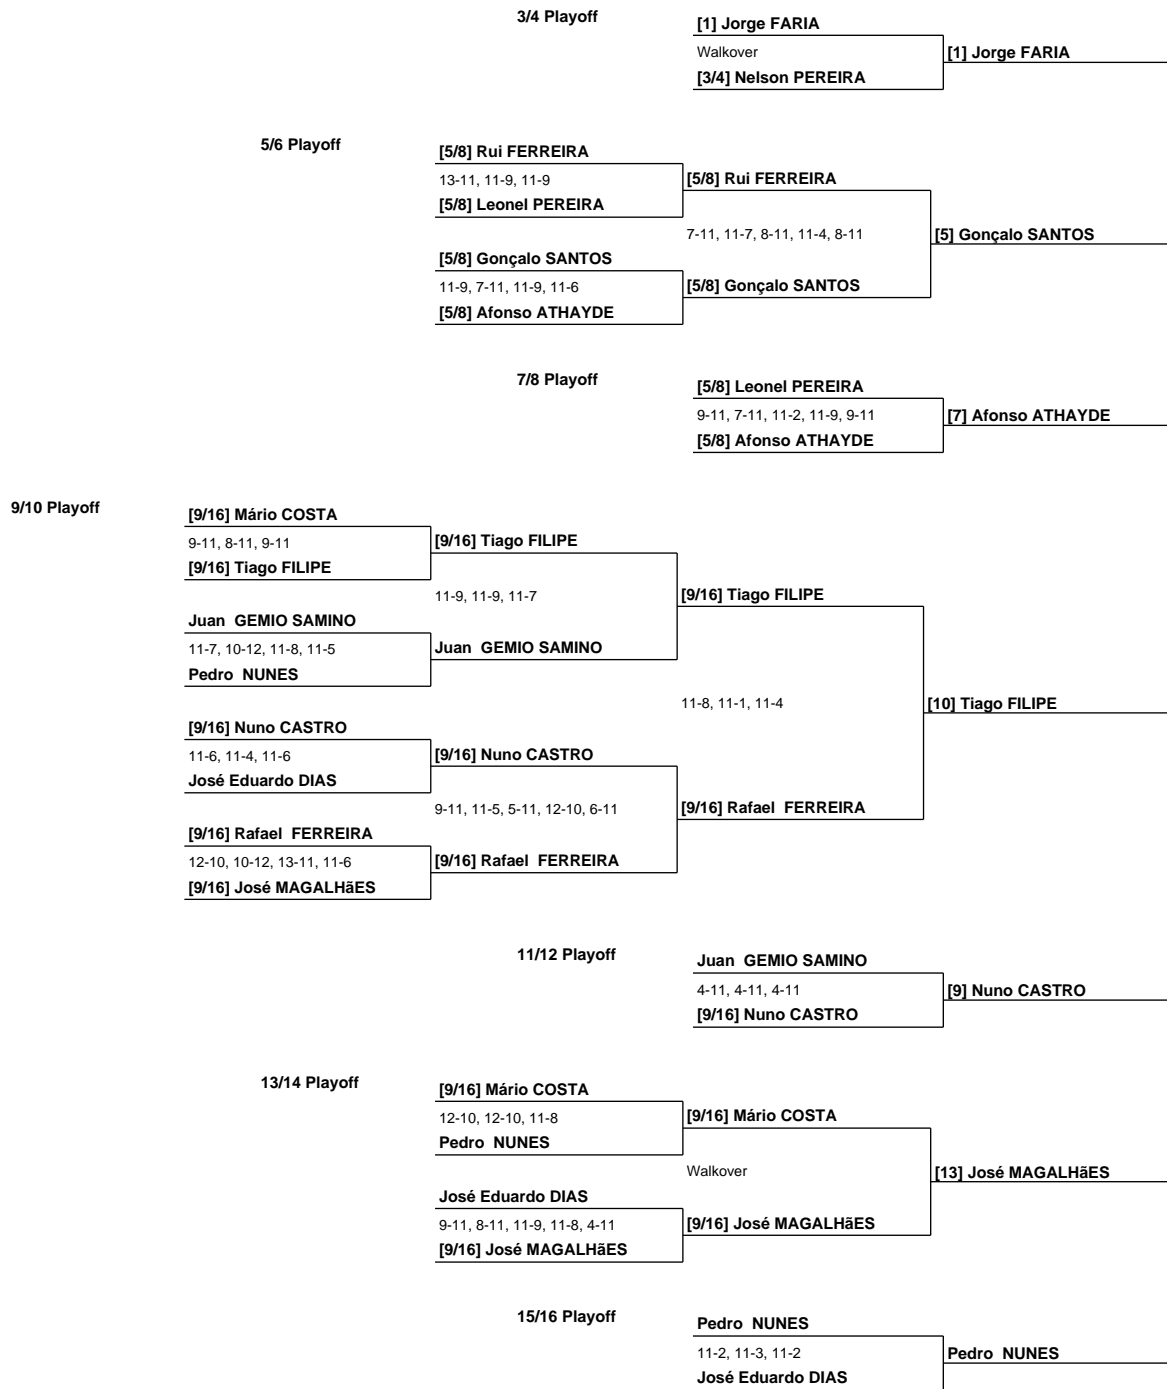 3/4 Playoff
[1] Jorge FARIA
Walkover
[1] Jorge FARIA
[3/4] Nelson PEREIRA
5/6 Playoff
[5/8] Rui FERREIRA
13-11, 11-9, 11-9
[5/8] Rui FERREIRA
[5/8] Leonel PEREIRA
7-11, 11-7, 8-11, 11-4, 8-11
[5] Gonçalo SANTOS
[5/8] Gonçalo SANTOS
11-9, 7-11, 11-9, 11-6
[5/8] Gonçalo SANTOS
[5/8] Afonso ATHAYDE
7/8 Playoff
[5/8] Leonel PEREIRA
9-11, 7-11, 11-2, 11-9, 9-11
[7] Afonso ATHAYDE
[5/8] Afonso ATHAYDE
9/10 Playoff
[9/16] Mário COSTA
9-11, 8-11, 9-11
[9/16] Tiago FILIPE
[9/16] Tiago FILIPE
11-9, 11-9, 11-7
[9/16] Tiago FILIPE
Juan  GEMIO SAMINO
11-7, 10-12, 11-8, 11-5
Juan  GEMIO SAMINO
Pedro  NUNES
11-8, 11-1, 11-4
[10] Tiago FILIPE
[9/16] Nuno CASTRO
11-6, 11-4, 11-6
[9/16] Nuno CASTRO
José Eduardo DIAS
9-11, 11-5, 5-11, 12-10, 6-11
[9/16] Rafael  FERREIRA
[9/16] Rafael  FERREIRA
12-10, 10-12, 13-11, 11-6
[9/16] Rafael  FERREIRA
[9/16] José MAGALHãES
11/12 Playoff
Juan  GEMIO SAMINO
4-11, 4-11, 4-11
[9] Nuno CASTRO
[9/16] Nuno CASTRO
13/14 Playoff
[9/16] Mário COSTA
12-10, 12-10, 11-8
[9/16] Mário COSTA
Pedro  NUNES
Walkover
[13] José MAGALHãES
José Eduardo DIAS
9-11, 8-11, 11-9, 11-8, 4-11
[9/16] José MAGALHãES
[9/16] José MAGALHãES
15/16 Playoff
Pedro  NUNES
11-2, 11-3, 11-2
Pedro  NUNES
José Eduardo DIAS